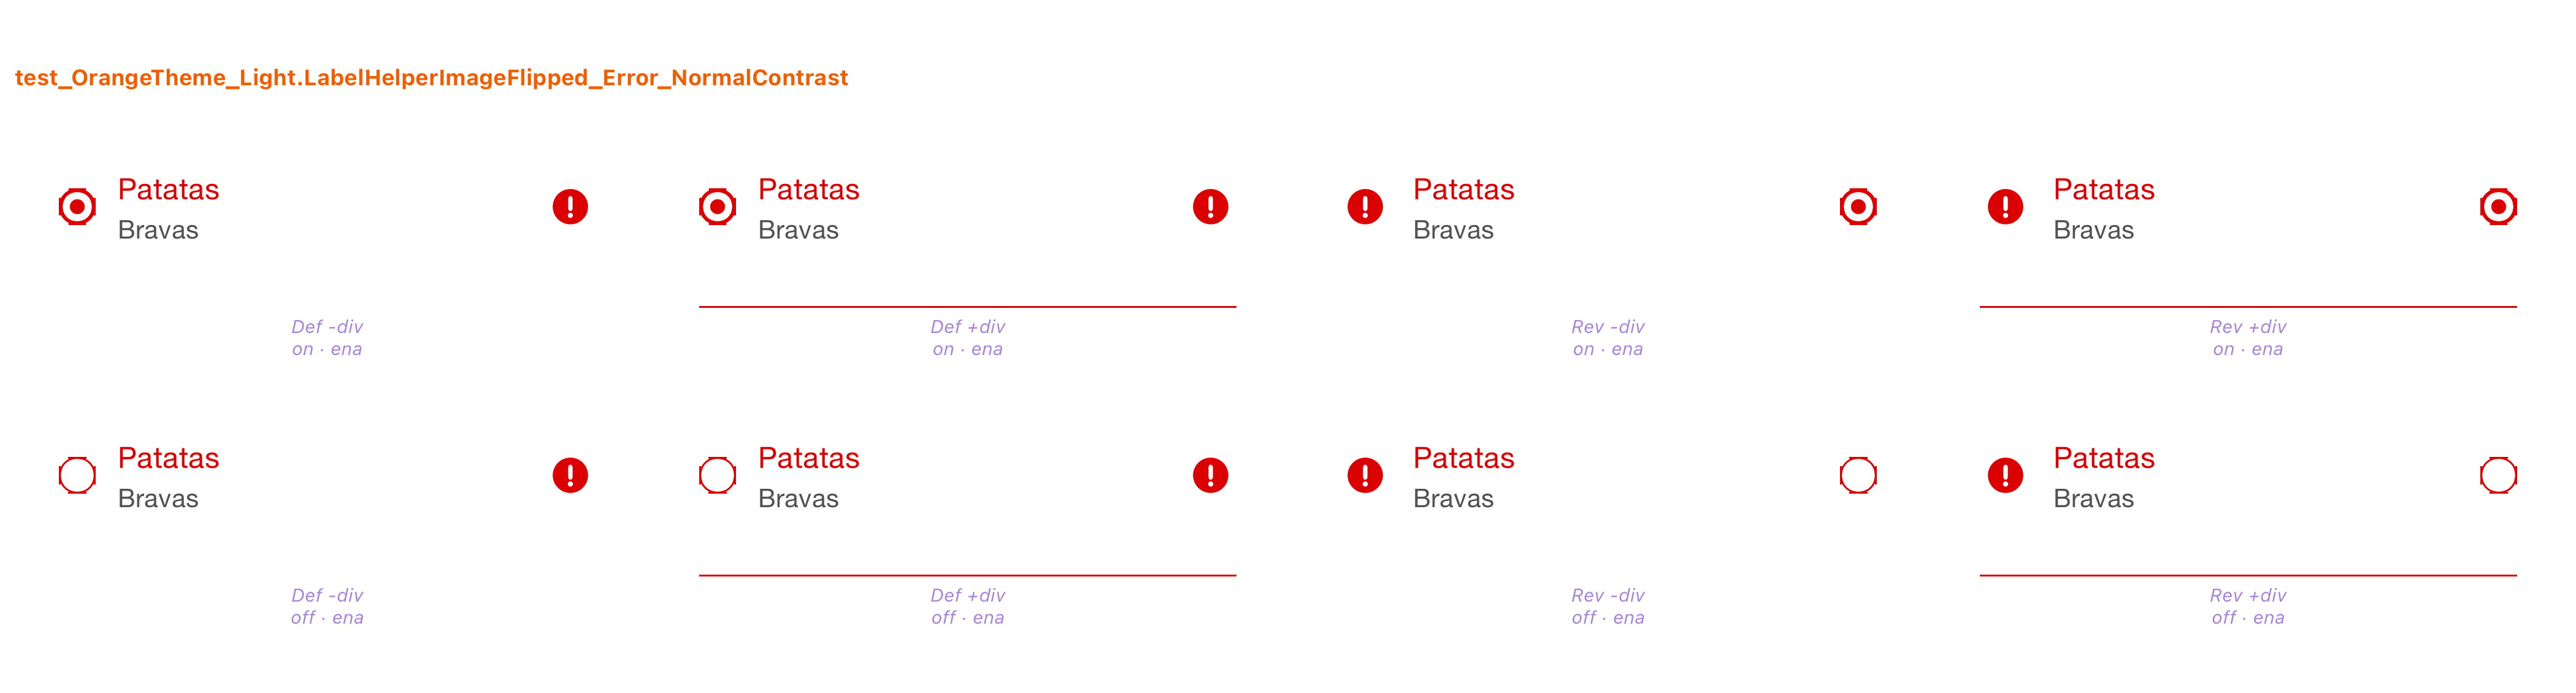 test_OrangeTheme_Light.LabelHelperImageFlipped_Error_NormalContrast
Patatas
Bravas
Def -div
on · ena
Patatas
Bravas
Def +div
on · ena
Patatas
Bravas
Rev -div
on · ena
Patatas
Bravas
Rev +div
on · ena
Patatas
Bravas
Def -div
off · ena
Patatas
Bravas
Def +div
off · ena
Patatas
Bravas
Rev -div
off · ena
Patatas
Bravas
Rev +div
off · ena